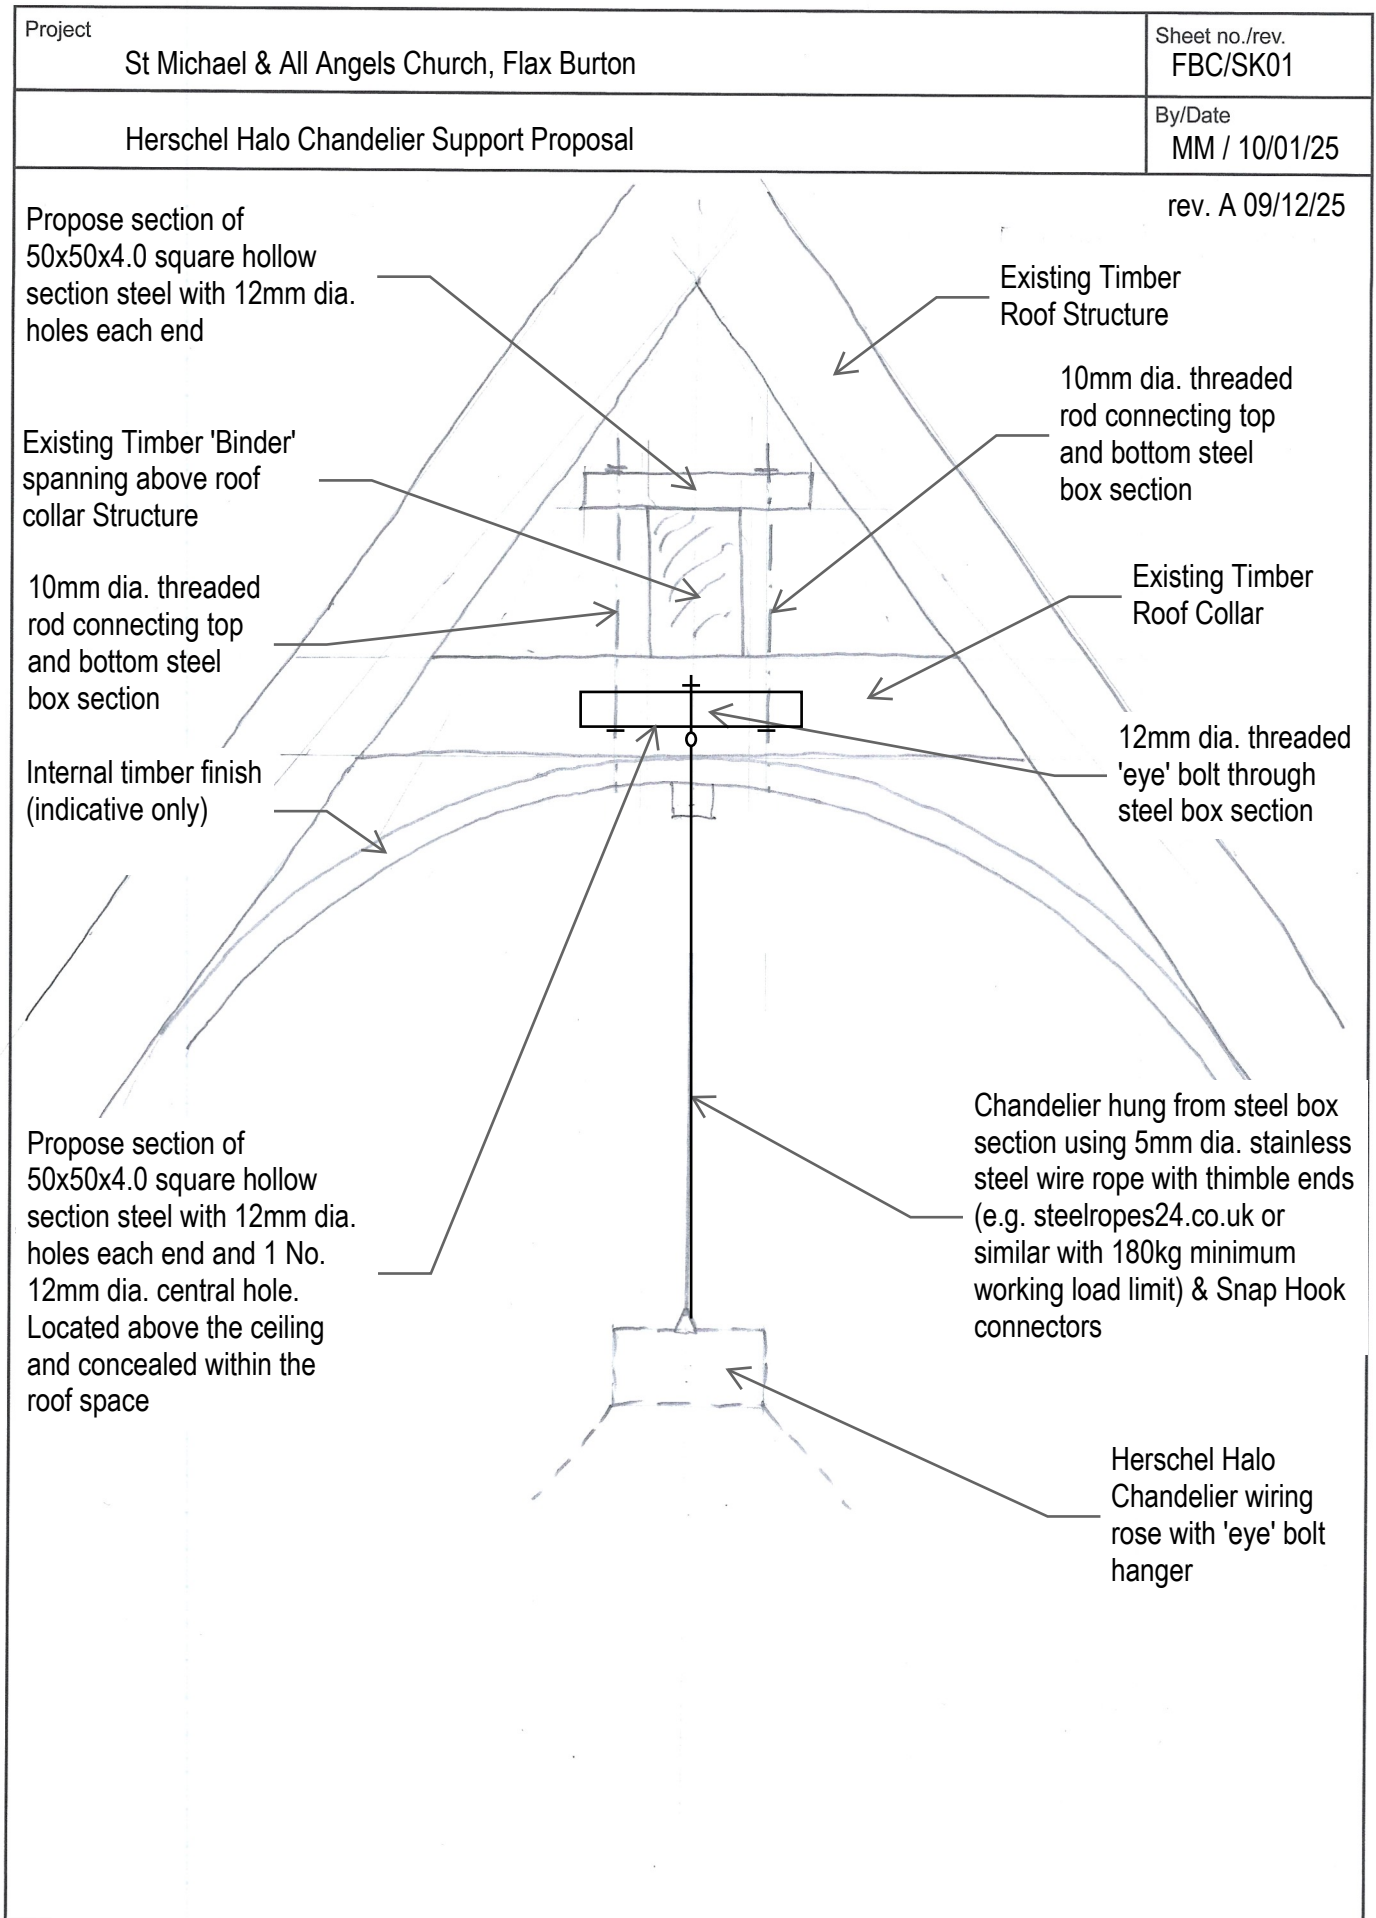 Project
St Michael & All Angels Church, Flax Burton
Sheet no./rev.
FBC/SK01
Herschel Halo Chandelier Support Proposal
By/Date
MM / 10/01/25
rev. A 09/12/25
Propose section of
50x50x4.0 square hollow
section steel with 12mm dia.
holes each end
Existing Timber
Roof Structure
10mm dia. threaded
rod connecting top
and bottom steel
box section
Existing Timber 'Binder'
spanning above roof
collar Structure
10mm dia. threaded
rod connecting top
and bottom steel
box section
Existing Timber
Roof Collar
Internal timber finish
(indicative only)
12mm dia. threaded
'eye' bolt through
steel box section
Propose section of
50x50x4.0 square hollow
section steel with 12mm dia.
holes each end and 1 No.
12mm dia. central hole.
Located above the ceiling
and concealed within the
roof space
Chandelier hung from steel box
section using 5mm dia. stainless
steel wire rope with thimble ends
(e.g. steelropes24.co.uk or
similar with 180kg minimum
working load limit) & Snap Hook
connectors
Herschel Halo
Chandelier wiring
rose with 'eye' bolt
hanger